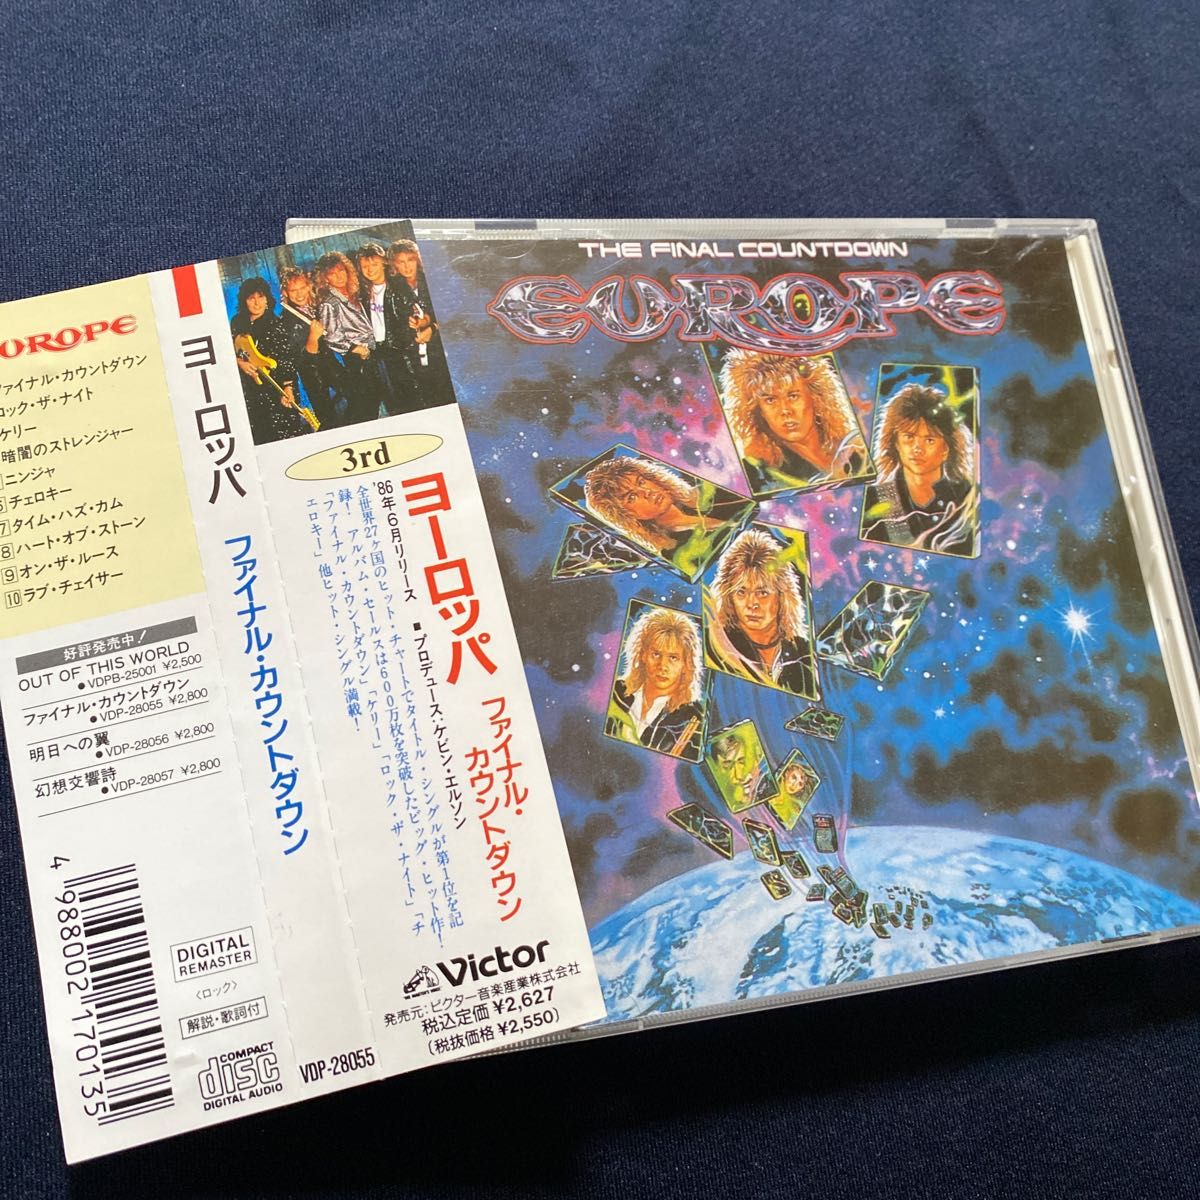 UROPE
ファイナル・カウントダウン
ロック・ザ・ナイト
ケリー
暗闇のストレンジャー
ニンジャ
チェロキー
7 タイム・ハズ・カム
8 ハート・オブ・ストーン
9 オン・ザ・ルース
10 ラブ・チェイサー
好評発売中!
OUT OF THIS WORLD
●VDPB-25001 ¥2,500
ファイナル・カウントダウン
●VDP-28055 ¥2,800
明日への翼
●VDP-28056 ¥2,800
幻想交響詩
●VDP-28057 ¥2,800
4 988002 170135
DIGITAL
REMASTER
〈ロック〉
解説・歌詞付
COMPACT
disc
DIGITAL AUDIO
ヨーロッパ ファイナル・カウントダウン
VDP-28055
3rd
ヨーロッパ
ファイナル・
カウントダウン
'86年6月リリース ■プロデュース:ケビン・エルソン
全世界27ケ国のヒット・チャートでタイトル・シングルが第1位を記
録!アルバム・セールスは600万枚を突破したビッグ・ヒット作!
「ファイナル・カウントダウン」「ケリー」「ロック・ザ・ナイト」「チ
ェロキー」他ヒット・シングル満載!
Victor
発売元:ビクター音楽産業株式会社
税込定価¥2,627
(税抜価格¥2,550)
THE FINAL COUNTDOWN
EUROPE